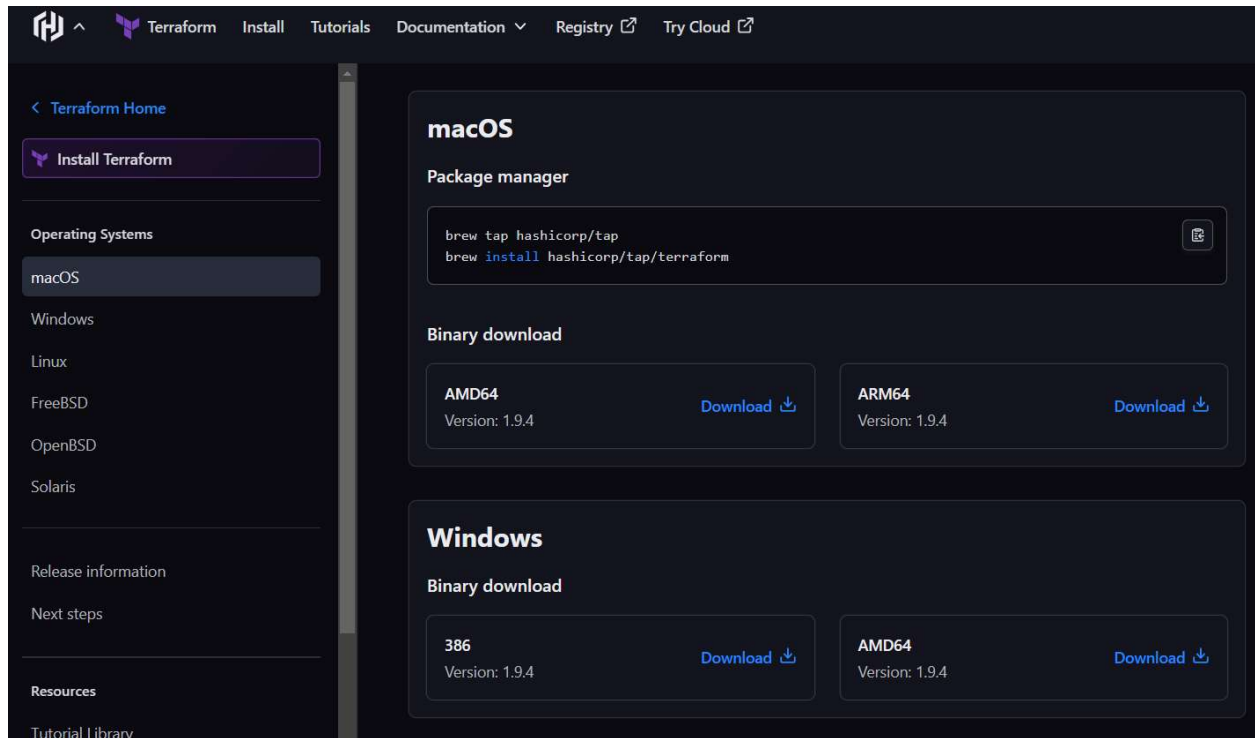 Terraform Install Tutorials Documentation Registry Try Cloud
Terraform Home
Install Terraform
Operating Systems
macOS
Windows
Linux
FreeBSD
OpenBSD
Solaris
Release information
Next steps
Resources
Tutorial Library
macOS
Package manager
brew tap hashicorp/tap
brew install hashicorp/tap/terraform
Binary download
AMD64
Version: 1.9.4
Download
ARM64
Version: 1.9.4
Download
Windows
Binary download
386
Version: 1.9.4
Download
AMD64
Version: 1.9.4
Download